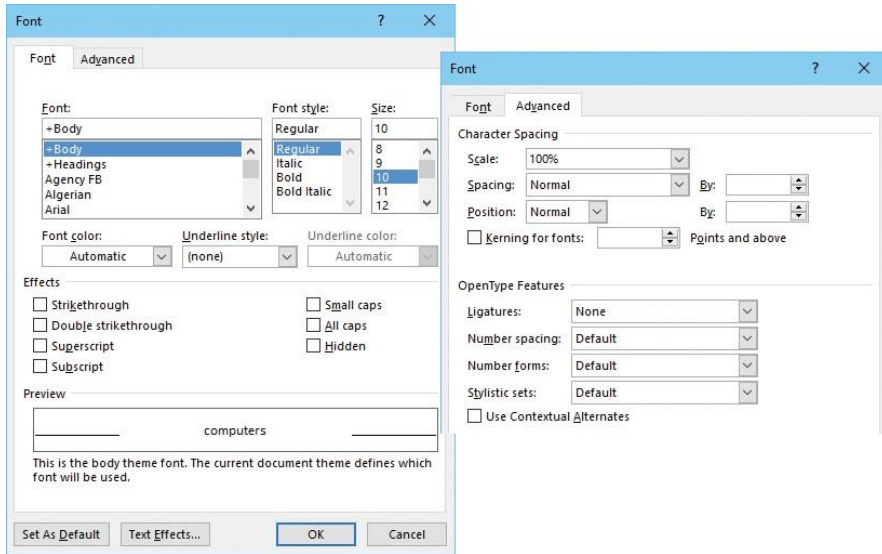 Font ?
Font Advanced
Font: Font style: Size:
+Body Regular 10
+Body Regular 8
+Headings Italic 9
Agency FB Bold 10
Algerian Bold Italic 11
Arial 12
Font color: Underline style: Underline color:
Automatic (none) Automatic
Effects
Strikethrough Small caps
Double strikethrough All caps
Superscript Hidden
Subscript
Preview
computers
This is the body theme font. The current document theme defines which
font will be used.
Set As Default Text Effects... OK Cancel
Font ?
Font Advanced
Character Spacing
Scale: 100%
Spacing: Normal By:
Position: Normal By:
Kerning for fonts: Points and above
OpenType Features
Ligatures: None
Number spacing: Default
Number forms: Default
Stylistic sets: Default
Use Contextual Alternates